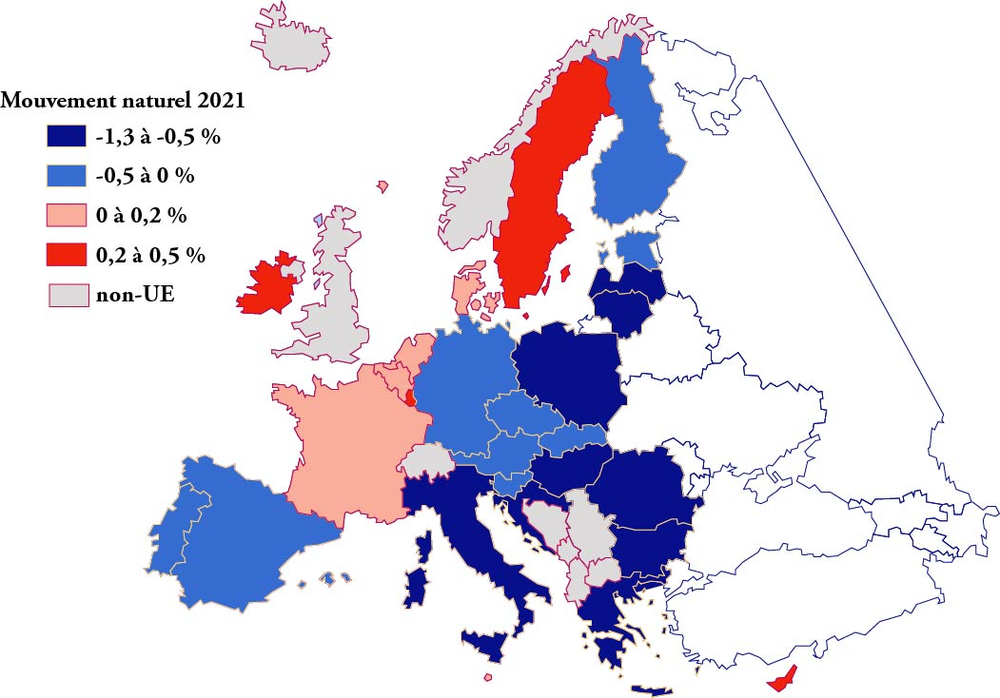 Mouvement naturel 2021
-1,3 à -0,5 %
-0,5 à 0 %
0 à 0,2 %
0,2 à 0,5 %
non-UE